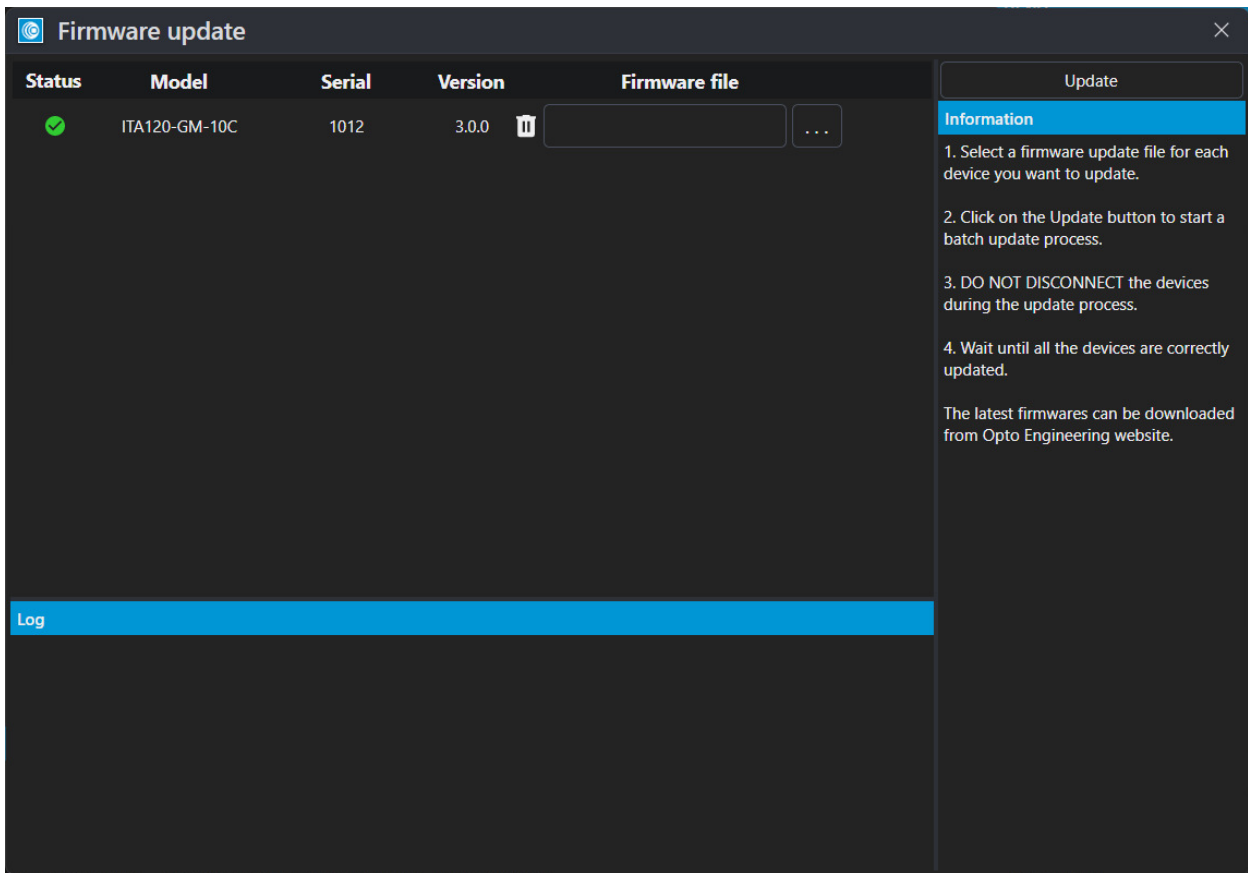 Firmware update
Status Model Serial Version Firmware file
ITA120-GM-10C 1012 3.0.0 ...
Update
Information
1. Select a firmware update file for each
device you want to update.
2. Click on the Update button to start a
batch update process.
3. DO NOT DISCONNECT the devices
during the update process.
4. Wait until all the devices are correctly
updated.
The latest firmwares can be downloaded
from Opto Engineering website.
Log